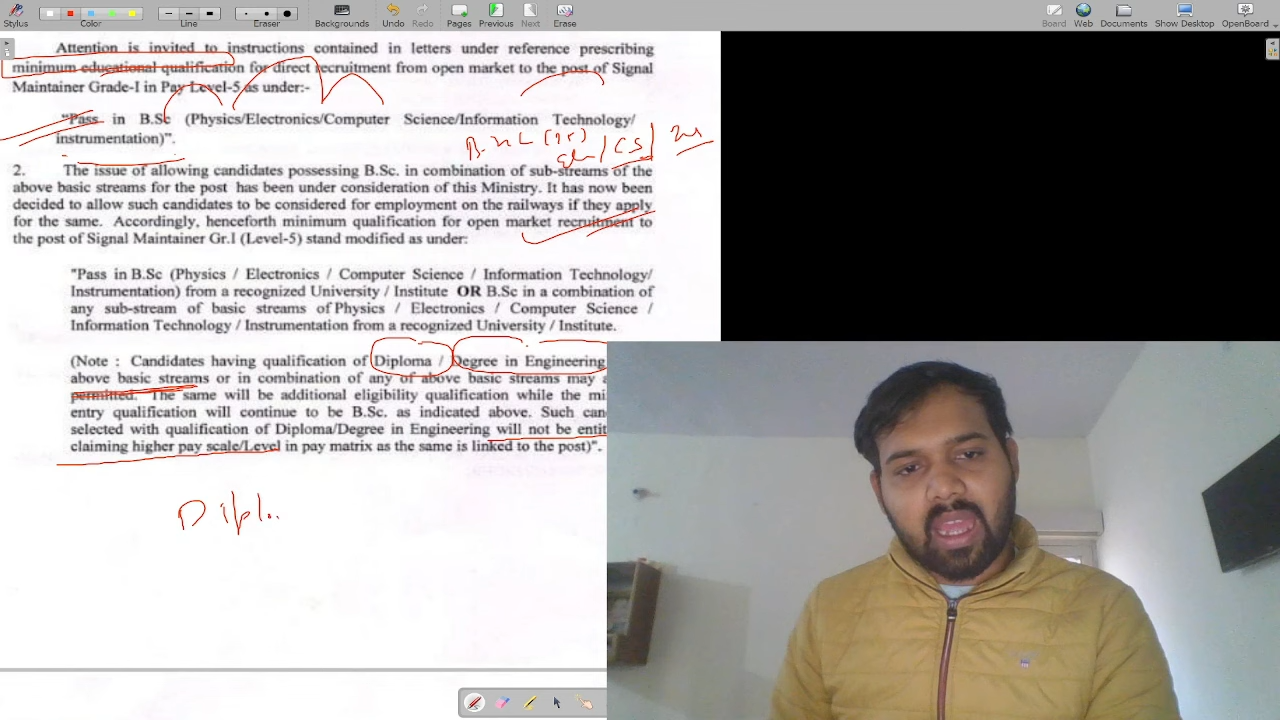 Stylus
Color
Line
Eraser
Backgrounds
Undo
Redo
Pages
Previous
Next
Erase
Board
Web
Documents
Show Desktop
OpenBoard
Attention is invited to instructions contained in letters under reference prescribing
minimum educational qualification for direct recruitment from open market to the post of Signal
Maintainer Grade-I in Pay Level-5 as under:-
"Pass in B.Sc (Physics/Electronics/Computer Science/Information Technology/
instrumentation)".
2. The issue of allowing candidates possessing B.Sc. in combination of sub-streams of the
above basic streams for the post has been under consideration of this Ministry. It has now been
decided to allow such candidates to be considered for employment on the railways if they apply
for the same. Accordingly, henceforth minimum qualification for open market recruitment to
the post of Signal Maintainer Gr.I (Level-5) stand modified as under:
"Pass in B.Sc (Physics / Electronics / Computer Science / Information Technology/
Instrumentation) from a recognized University / Institute OR B.Sc in a combination of
any sub-stream of basic streams of Physics / Electronics / Computer Science /
Information Technology / Instrumentation from a recognized University / Institute.
(Note : Candidates having qualification of Diploma / Degree in Engineering
above basic streams or in combination of any of above basic streams may a
permitted. The same will be additional eligibility qualification while the mi
entry qualification will continue to be B.Sc. as indicated above. Such can
selected with qualification of Diploma/Degree in Engineering will not be entit
claiming higher pay scale/Level in pay matrix as the same is linked to the post)".
Dipl.